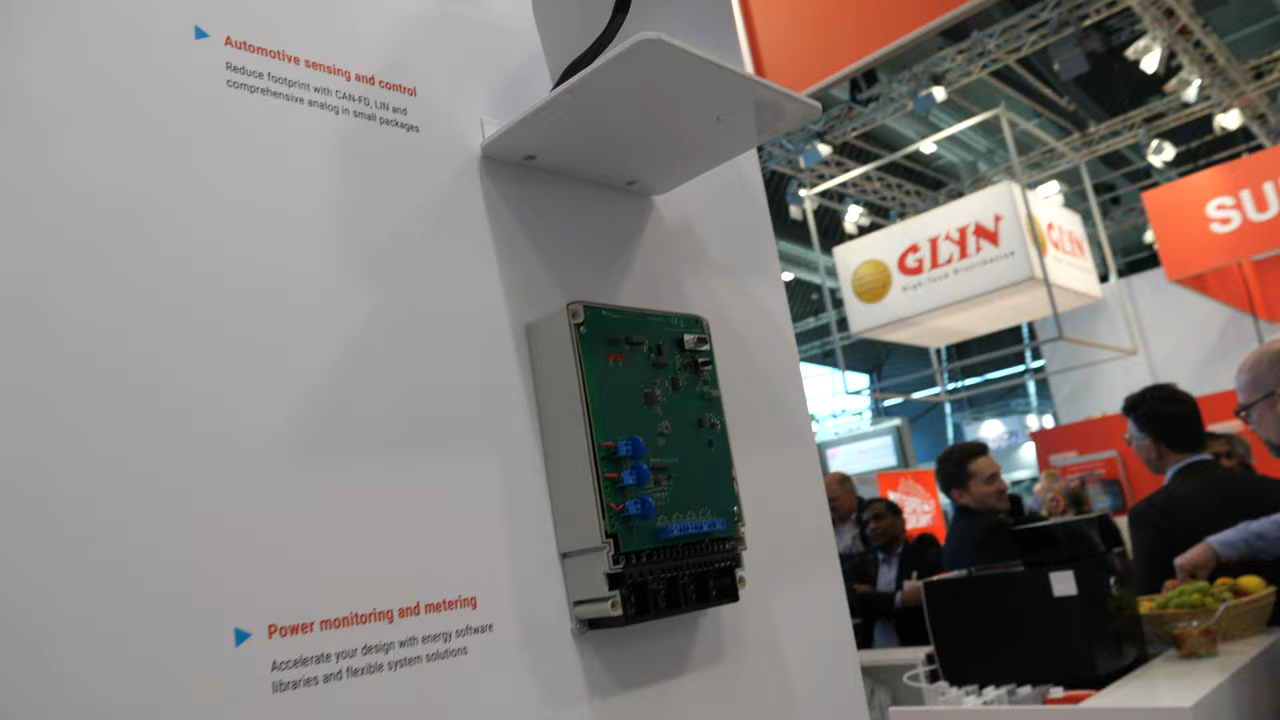 Automotive sensing and control
Reduce footprint with CAN-FD, LIN and
comprehensive analog in small packages
GLYN
High-Tech Distribution
GLYN
SU
Power monitoring and metering
Accelerate your design with energy software
libraries and flexible system solutions